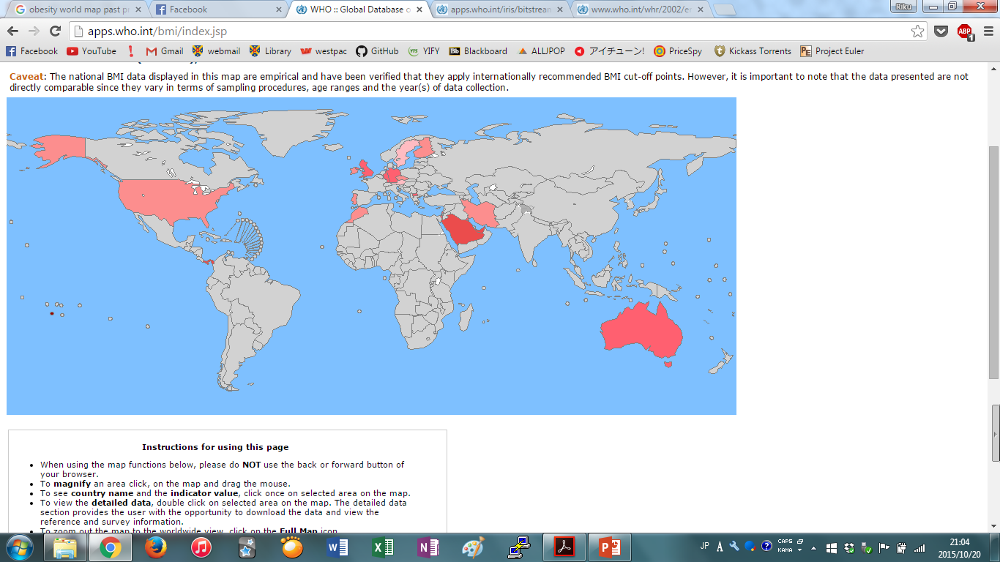 obesity world map past pr
Facebook
WHO :: Global Database o
apps.who.int/iris/bitstream
www.who.int/whr/2002/en
Riku
apps.who.int/bmi/index.jsp
ABP
1
Facebook
YouTube
Gmail
webmail
Library
westpac
GitHub
YIFY
Blackboard
ALLJPOP
アイチューン!
PriceSpy
Kickass Torrents
Project Euler
Caveat: The national BMI data displayed in this map are empirical and have been verified that they apply internationally recommended BMI cut-off points. However, it is important to note that the data presented are not
directly comparable since they vary in terms of sampling procedures, age ranges and the year(s) of data collection.
Instructions for using this page
• When using the map functions below, please do NOT use the back or forward button of
your browser.
• To magnify an area click, on the map and drag the mouse.
• To see country name and the indicator value, click once on selected area on the map.
• To view the detailed data, double click on selected area on the map. The detailed data
section provides the user with the opportunity to download the data and view the
reference and survey information.
• To zoom out the map to the worldwide view, click on the Full Map icon
JP
A
CAPS
KANA
21:04
2015/10/20